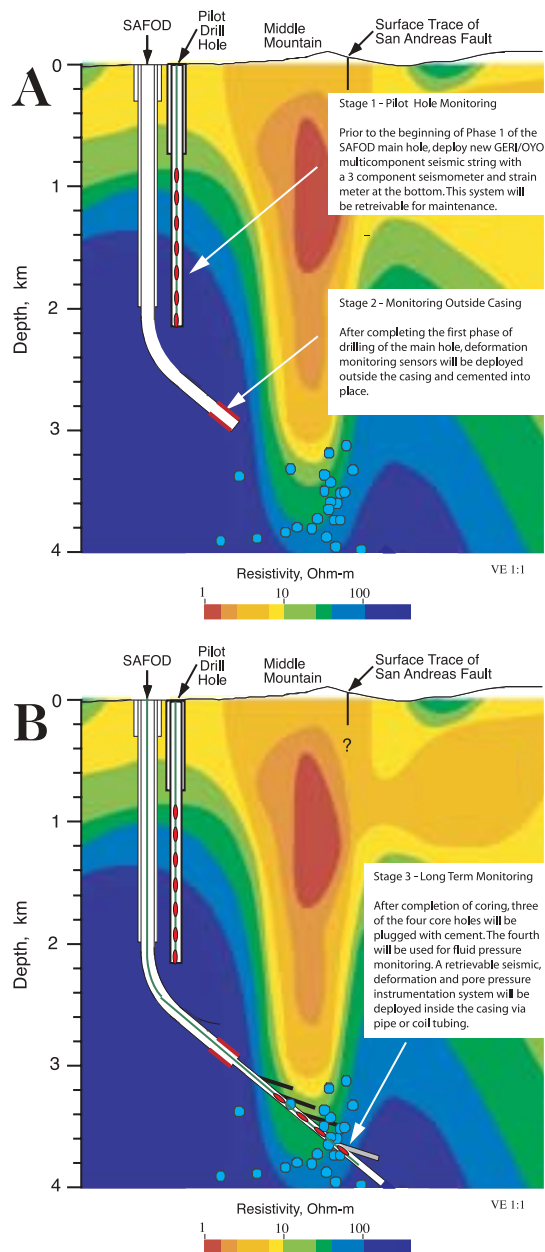 SAFOD
Pilot
Drill
Hole
Middle
Mountain
Surface Trace of
San Andreas Fault
A
0
1
2
3
4
Depth, km
Stage 1 - Pilot Hole Monitoring
Prior to the beginning of Phase 1 of the
SAFOD main hole, deploy new GERI/OYO
multicomponent seismic string with
a 3 component seismometer and strain
meter at the bottom. This system will
be retreivable for maintenance.
Stage 2 - Monitoring Outside Casing
After completing the first phase of
drilling of the main hole, deformation
monitoring sensors will be deployed
outside the casing and cemented into
place.
Resistivity, Ohm-m
VE 1:1
1 10 100
SAFOD
Pilot
Drill
Hole
Middle
Mountain
Surface Trace of
San Andreas Fault
B
?
0
1
2
3
4
Depth, km
Stage 3 - Long Term Monitoring
After completion of coring, three
of the four core holes will be
plugged with cement. The fourth
will be used for fluid pressure
monitoring. A retrievable seismic,
deformation and pore pressure
instrumentation system will be
deployed inside the casing via
pipe or coil tubing.
Resistivity, Ohm-m
VE 1:1
1 10 100